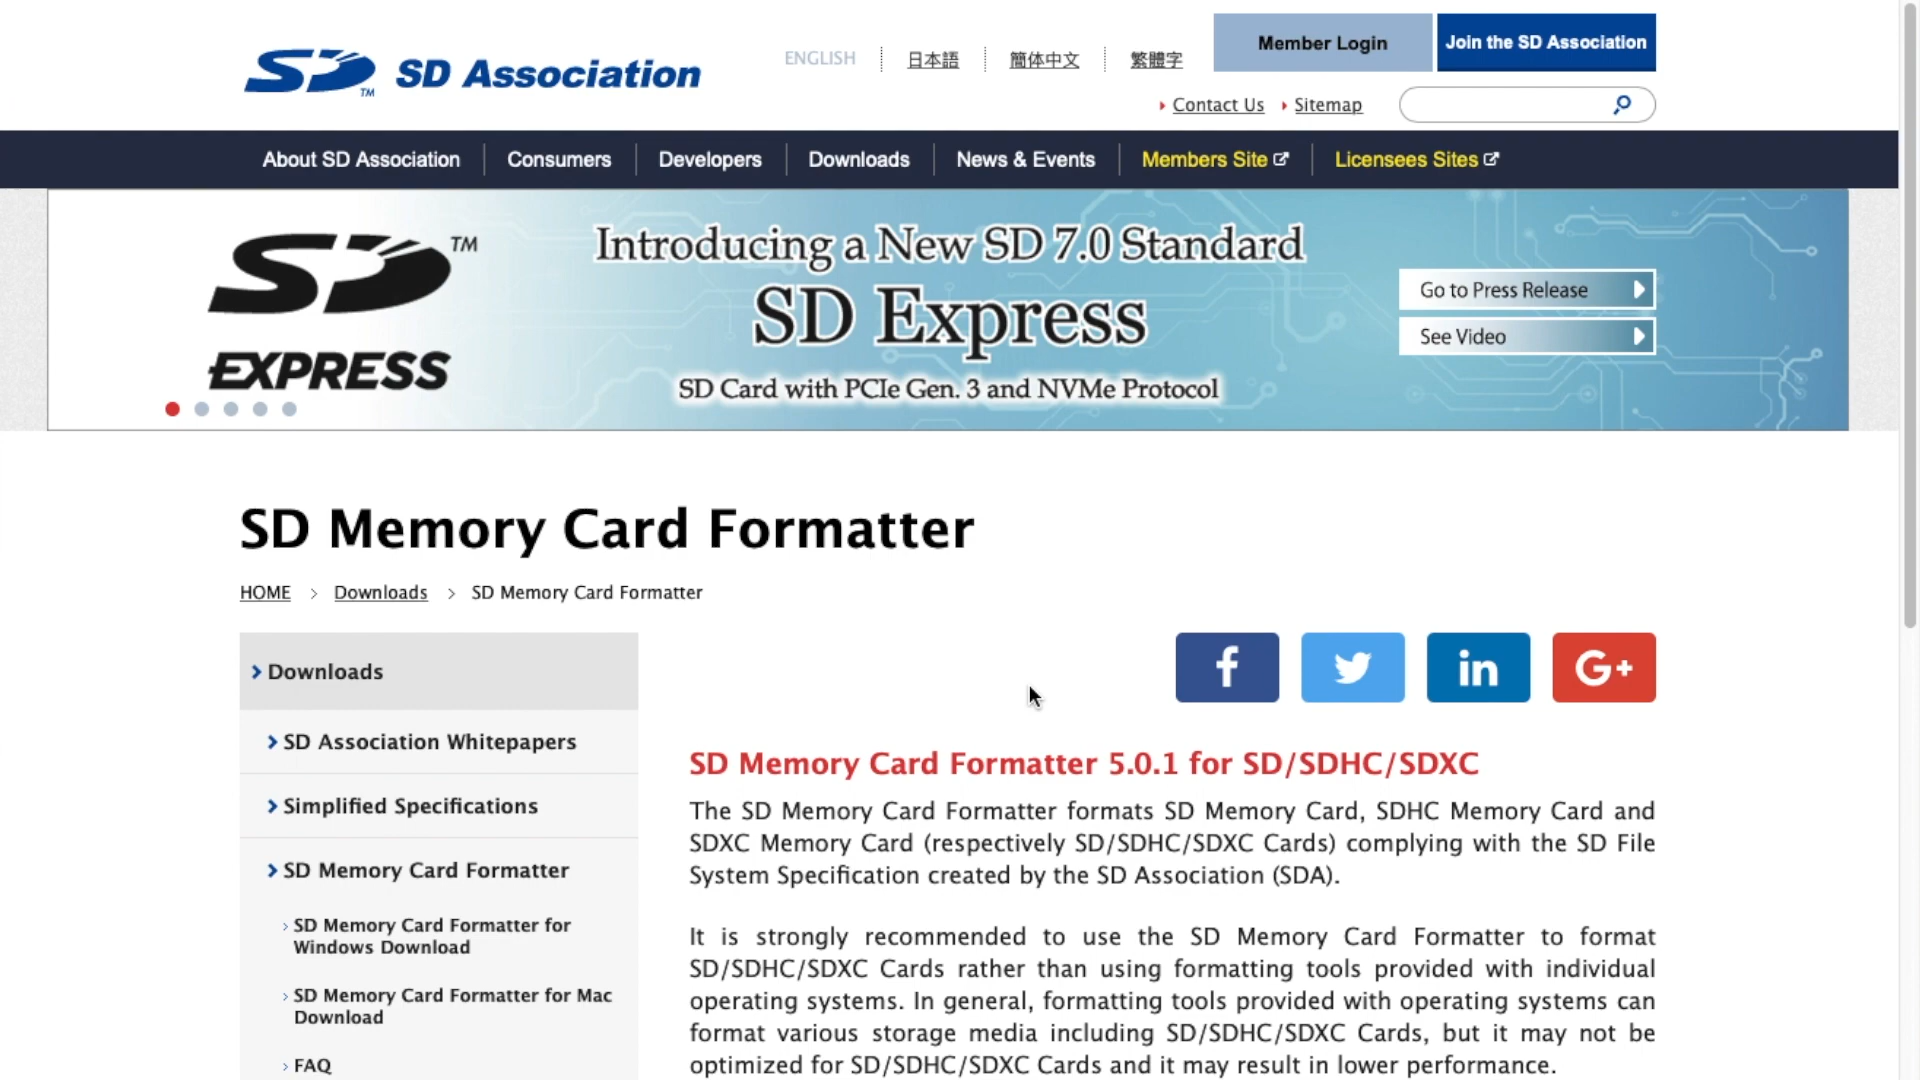 SD™ SD Association
ENGLISH 日本語 简体中文 繁體字
Member Login
Join the SD Association
Contact Us Sitemap
About SD Association Consumers Developers Downloads News & Events Members Site Licensees Sites
SD™
EXPRESS
Introducing a New SD 7.0 Standard
SD Express
SD Card with PCIe Gen. 3 and NVMe Protocol
Go to Press Release
See Video
SD Memory Card Formatter
HOME > Downloads > SD Memory Card Formatter
Downloads
SD Association Whitepapers
Simplified Specifications
SD Memory Card Formatter
SD Memory Card Formatter for
Windows Download
SD Memory Card Formatter for Mac
Download
FAQ
f
in
G+
SD Memory Card Formatter 5.0.1 for SD/SDHC/SDXC
The SD Memory Card Formatter formats SD Memory Card, SDHC Memory Card and
SDXC Memory Card (respectively SD/SDHC/SDXC Cards) complying with the SD File
System Specification created by the SD Association (SDA).
It is strongly recommended to use the SD Memory Card Formatter to format
SD/SDHC/SDXC Cards rather than using formatting tools provided with individual
operating systems. In general, formatting tools provided with operating systems can
format various storage media including SD/SDHC/SDXC Cards, but it may not be
optimized for SD/SDHC/SDXC Cards and it may result in lower performance.